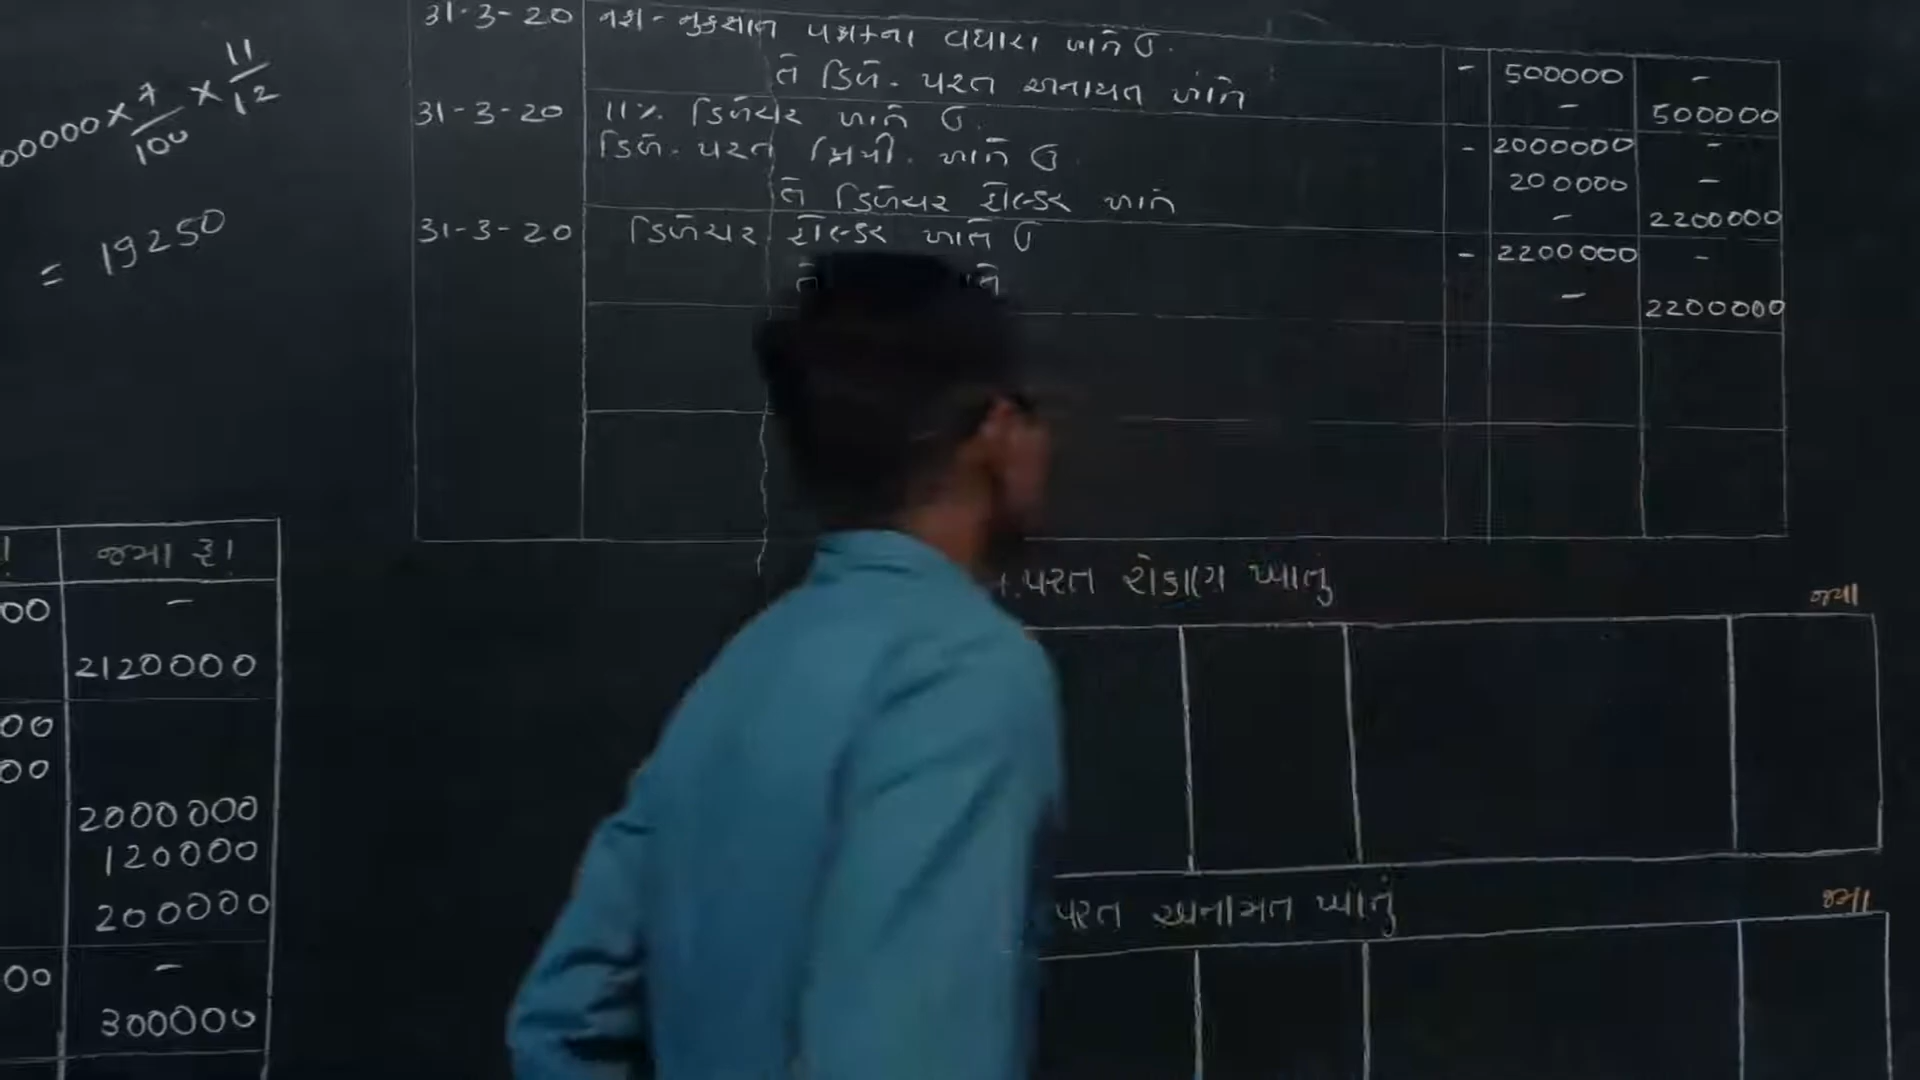 00000 × 7/100 × 11/12
= 19250
31-3-20 નફા-નુકસાન પત્રકના વધારા ખાતે ઉ.
તે ડિબે. પરત અનામત ખાતે - 500000 -
- 500000
31-3-20 11% ડિબેંચર ખાતે ઉ. - 2000000 -
ડિબે. પરત પ્રિમી. ખાતે ઉ 200000 -
તે ડિબેંચર હોલ્ડર ખાતે - 2200000
31-3-20 ડિબેંચર હોલ્ડર ખાતે ઉ - 2200000 -
તે
- 2200000
! જમા રૂ!
00 -
2120000
00
00
2000000
120000
200000
00 -
300000
પરત રોકાણ ખાતું
જમા
પરત અનામત ખાતું
જમા